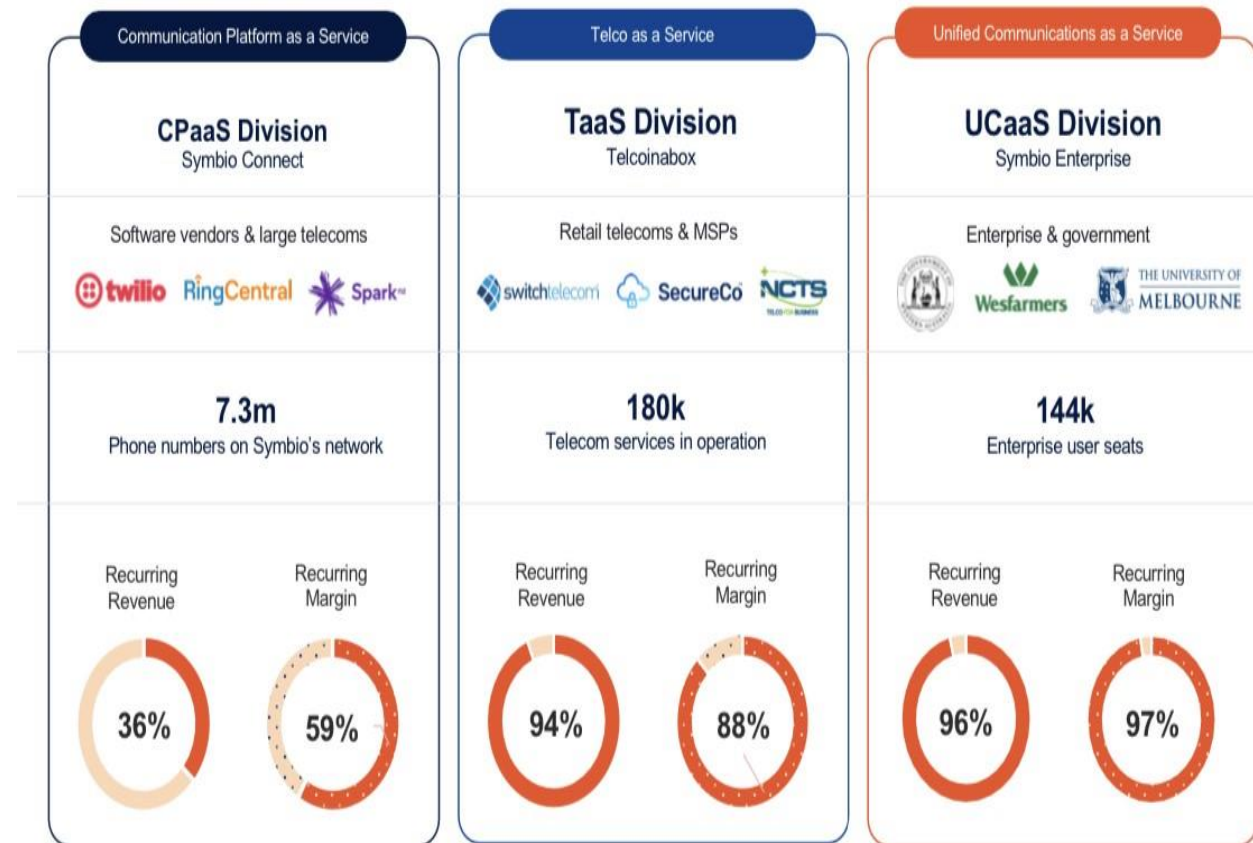 Communication Platform as a Service
Telco as a Service
Unified Communications as a Service
CPaaS Division
Symbio Connect
TaaS Division
Telcoinabox
UCaaS Division
Symbio Enterprise
Software vendors & large telecoms
Retail telecoms & MSPs
Enterprise & government
twilio
RingCentral
Spark
switchtelecom
SecureCo
NCTS
TELCO FOR BUSINESS
Wesfarmers
THE UNIVERSITY OF
MELBOURNE
7.3m
Phone numbers on Symbio's network
180k
Telecom services in operation
144k
Enterprise user seats
Recurring
Revenue
Recurring
Margin
Recurring
Revenue
Recurring
Margin
Recurring
Revenue
Recurring
Margin
36%
59%
94%
88%
96%
97%